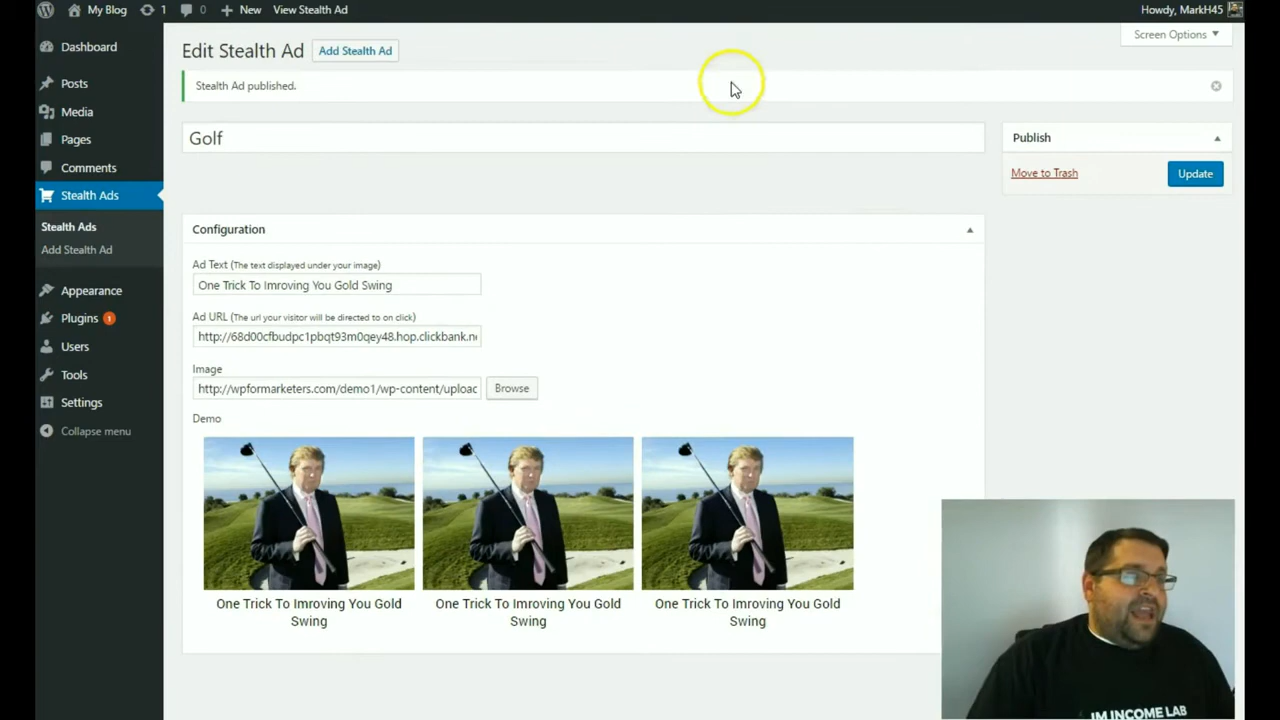 My Blog 1 0 New View Stealth Ad Howdy, MarkH45
Screen Options
Edit Stealth Ad Add Stealth Ad
Stealth Ad published.
Dashboard
Posts
Media
Pages
Comments
Stealth Ads
Stealth Ads
Add Stealth Ad
Appearance
Plugins 1
Users
Tools
Settings
Collapse menu
Golf
Publish
Move to Trash Update
Configuration
Ad Text (The text displayed under your image)
One Trick To Imroving You Gold Swing
Ad URL (The url your visitor will be directed to on click)
http://68d00cfbudpc1pbqt93m0qey48.hop.clickbank.n
Image
http://wpformarketers.com/demo1/wp-content/upload Browse
Demo
One Trick To Imroving You Gold
Swing
One Trick To Imroving You Gold
Swing
One Trick To Imroving You Gold
Swing
IM INCOME LAB